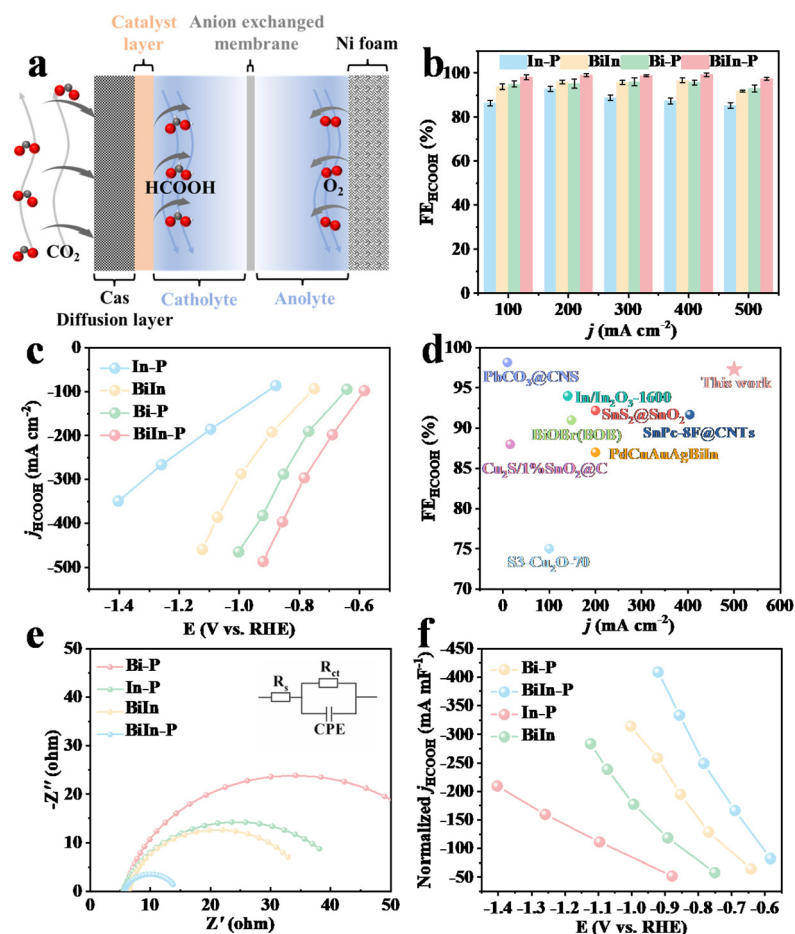 a
Catalyst
layer
Anion exchanged
membrane
Ni foam
CO2
HCOOH
O2
Cas
Diffusion layer
Catholyte
Anolyte
b
In-P
BiIn
Bi-P
BiIn-P
FEHCOOH (%)
100
80
60
40
20
0
100 200 300 400 500
j (mA cm-2)
c
In-P
BiIn
Bi-P
BiIn-P
jHCOOH (mA cm-2)
0
-100
-200
-300
-400
-500
-1.4 -1.2 -1.0 -0.8 -0.6
E (V vs. RHE)
d
FEHCOOH (%)
100
95
90
85
80
75
70
PbCO3@CNS
This work
In/In2O3-1600
SnS2@SnO2
BiOBr(BOB)
SnPc-8F@CNTs
Cu2S/1%SnO2@C
PdCuAuAgBiIn
S3-Cu2O-70
0 100 200 300 400 500 600
j (mA cm-2)
e
Bi-P
In-P
BiIn
BiIn-P
Rs
Rct
CPE
-Z″ (ohm)
-50
-40
-30
-20
-10
0
0 10 20 30 40 50
Z′ (ohm)
f
Bi-P
BiIn-P
In-P
BiIn
Normalized jHCOOH (mA mF-1)
-450
-400
-350
-300
-250
-200
-150
-100
-50
-1.4 -1.3 -1.2 -1.1 -1.0 -0.9 -0.8 -0.7 -0.6
E (V vs. RHE)